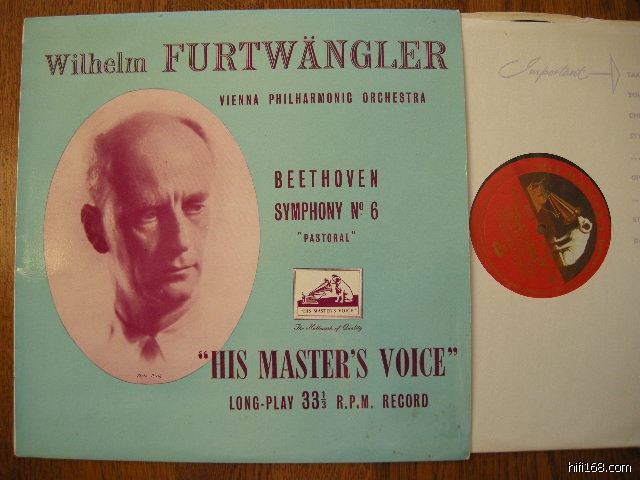 Wilhelm FURTWÄNGLER
VIENNA PHILHARMONIC ORCHESTRA
BEETHOVEN
SYMPHONY Nº 6
"PASTORAL"
"HIS MASTER'S VOICE"
The Hallmark of Quality
"HIS MASTER'S VOICE"
LONG-PLAY 33⅓ R.P.M. RECORD
Important
hifi168.com